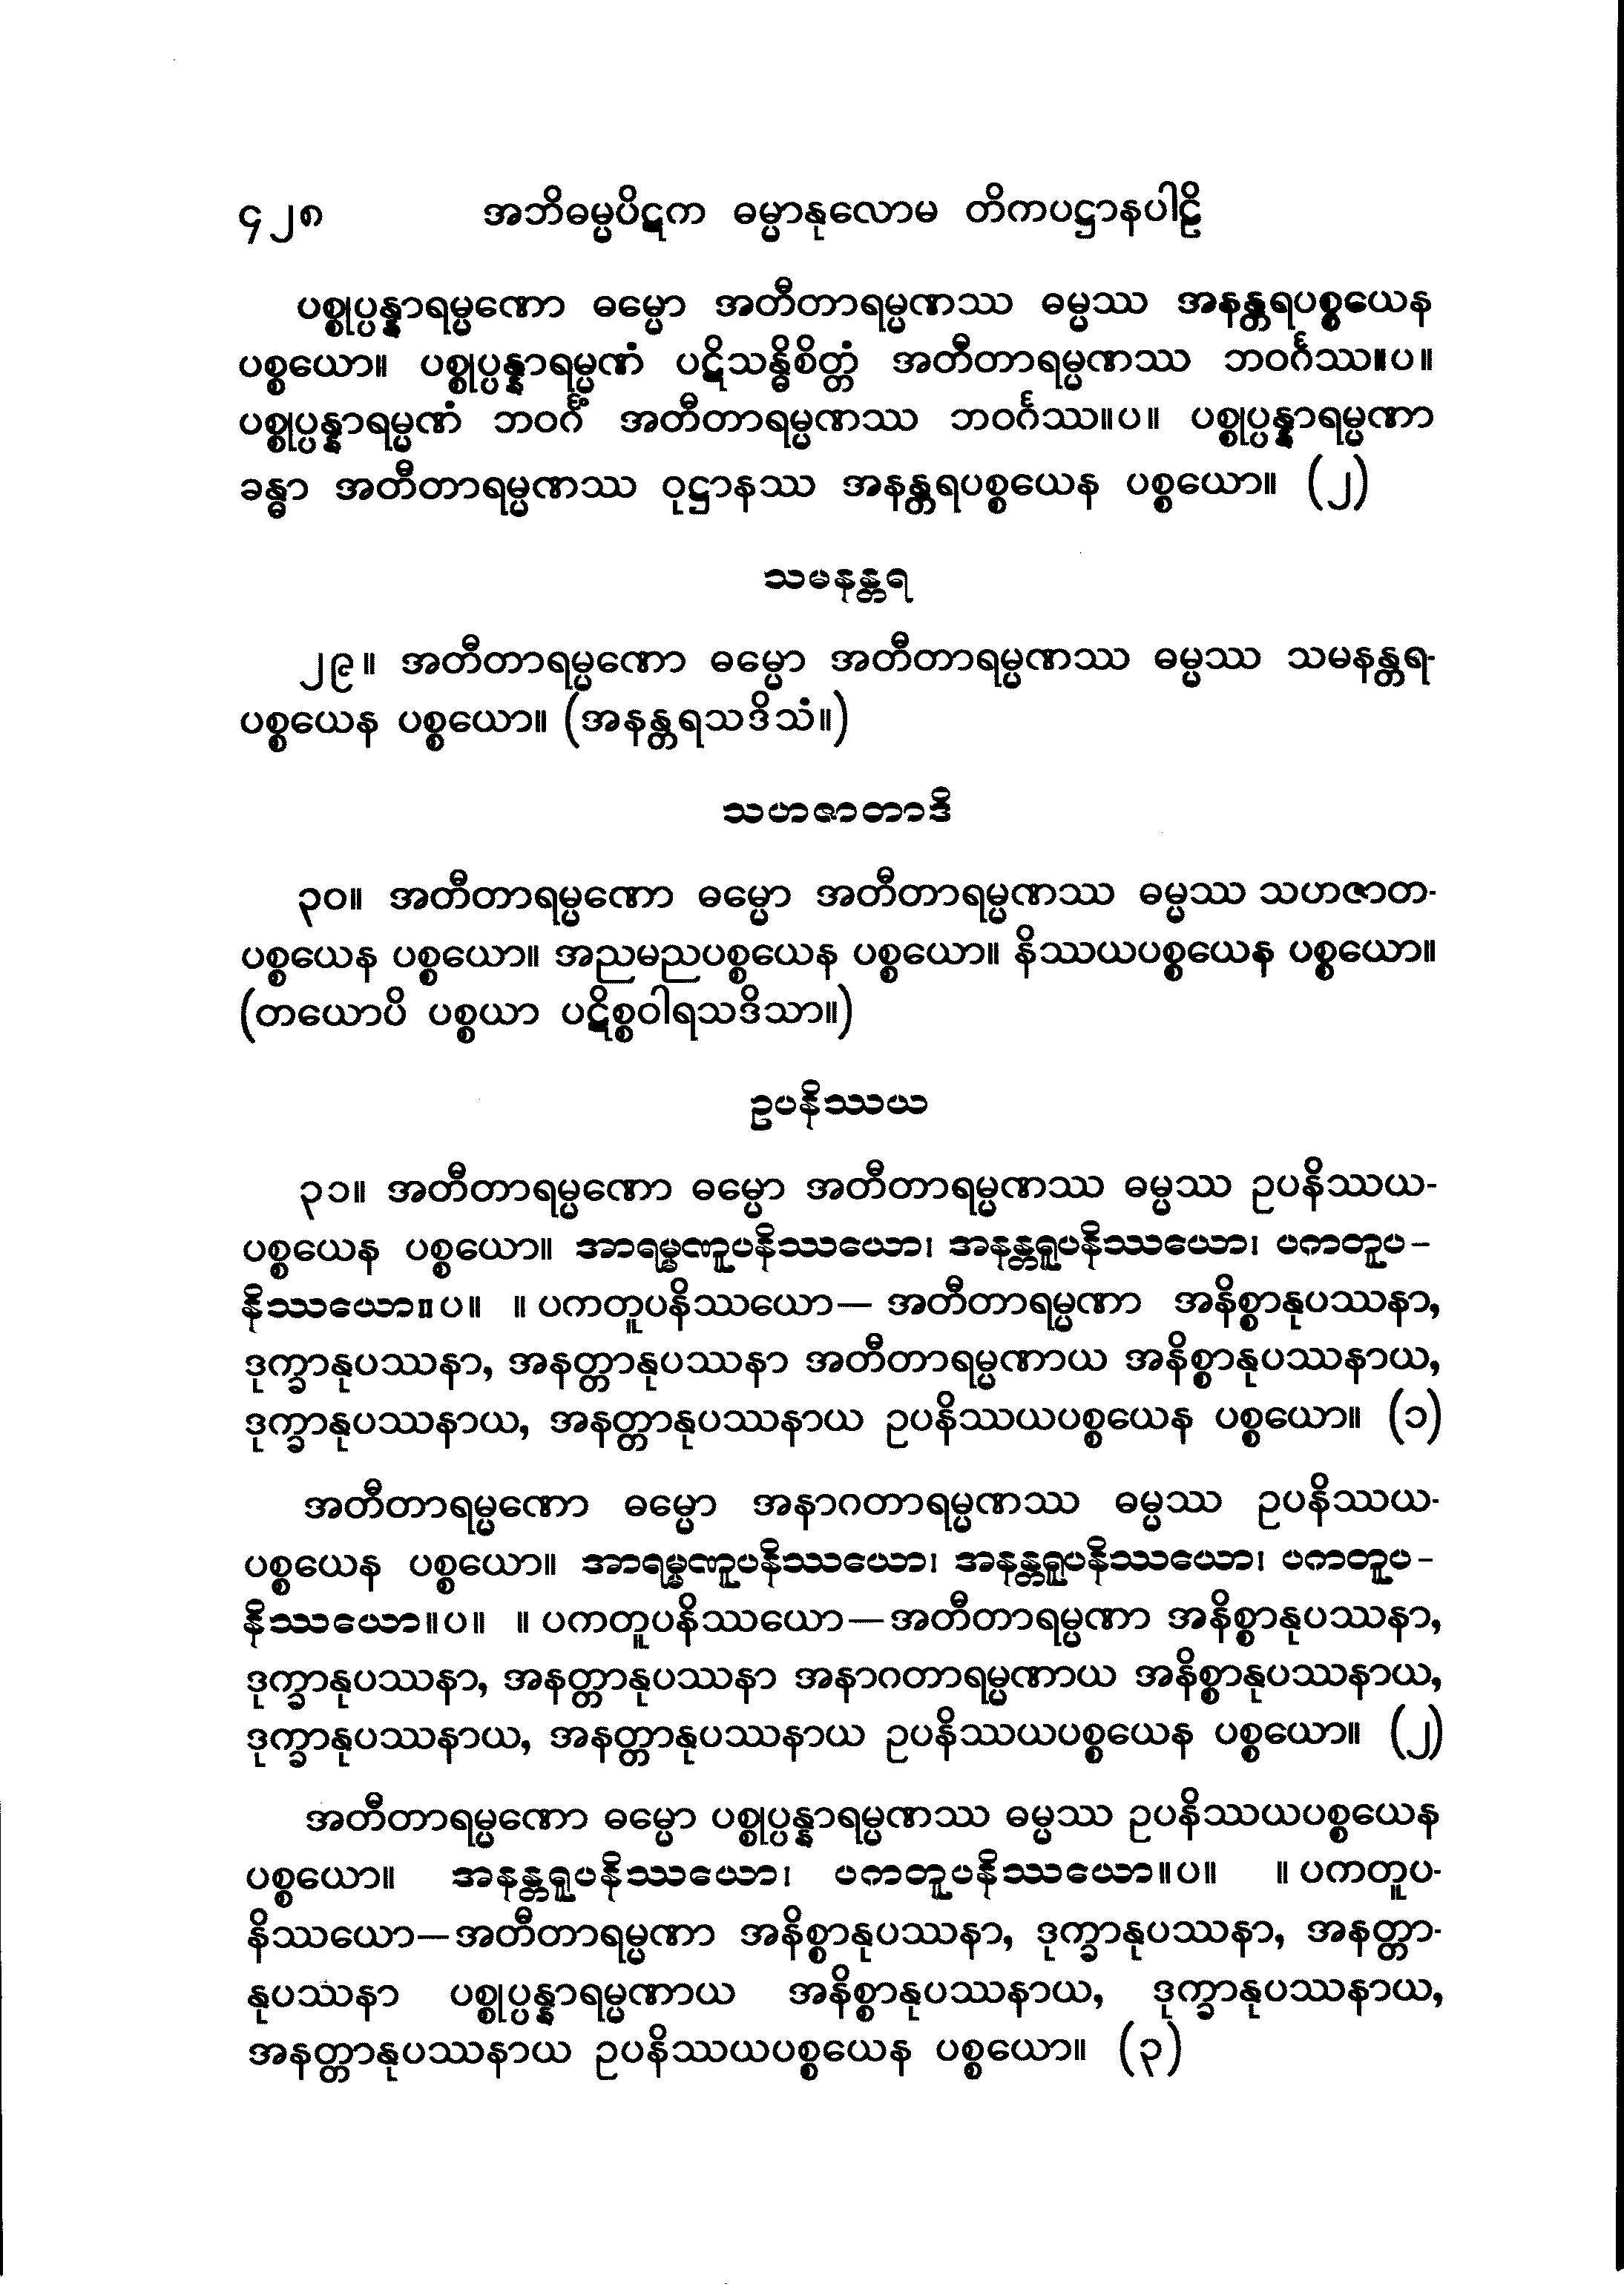 ၄၂၈ အဘိဓမ္မပိဋက ဓမ္မာနုလောမ တိကပဋ္ဌာနပါဠိ
ပစ္စုပ္ပန္နာရမ္မဏော ဓမ္မော အတီတာရမ္မဏဿ ဓမ္မဿ အနန္တရပစ္စယေန
ပစ္စယော။ ပစ္စုပ္ပန္နာရမ္မဏံ ပဋိသန္ဓိစိတ္တံ အတီတာရမ္မဏဿ ဘဝင်္ဂဿ။ပ။
ပစ္စုပ္ပန္နာရမ္မဏံ ဘဝင်္ဂံ အတီတာရမ္မဏဿ ဘဝင်္ဂဿ။ပ။ ပစ္စုပ္ပန္နာရမ္မဏာ
ခန္ဓာ အတီတာရမ္မဏဿ ဝုဋ္ဌာနဿ အနန္တရပစ္စယေန ပစ္စယော။ (၂)
သမနန္တရ
၂၉။ အတီတာရမ္မဏော ဓမ္မော အတီတာရမ္မဏဿ ဓမ္မဿ သမနန္တရ-
ပစ္စယေန ပစ္စယော။ (အနန္တရသဒိသံ။)
သဟဇာတာဒိ
၃၀။ အတီတာရမ္မဏော ဓမ္မော အတီတာရမ္မဏဿ ဓမ္မဿ သဟဇာတ-
ပစ္စယေန ပစ္စယော။ အညမညပစ္စယေန ပစ္စယော။ နိဿယပစ္စယေန ပစ္စယော။
(တယောပိ ပစ္စယာ ပဋိစ္စဝါရသဒိသာ။)
ဥပနိဿယ
၃၁။ အတီတာရမ္မဏော ဓမ္မော အတီတာရမ္မဏဿ ဓမ္မဿ ဥပနိဿယ-
ပစ္စယေန ပစ္စယော။ အာရမ္မဏူပနိဿယော၊ အနန္တရူပနိဿယော၊ ပကတူပ-
နိဿယော။ပ။ ။ ပကတူပနိဿယော— အတီတာရမ္မဏာ အနိစ္စာနုပဿနာ,
ဒုက္ခာနုပဿနာ, အနတ္တာနုပဿနာ အတီတာရမ္မဏာယ အနိစ္စာနုပဿနာယ,
ဒုက္ခာနုပဿနာယ, အနတ္တာနုပဿနာယ ဥပနိဿယပစ္စယေန ပစ္စယော။ (၁)
အတီတာရမ္မဏော ဓမ္မော အနာဂတာရမ္မဏဿ ဓမ္မဿ ဥပနိဿယ-
ပစ္စယေန ပစ္စယော။ အာရမ္မဏူပနိဿယော၊ အနန္တရူပနိဿယော၊ ပကတူပ-
နိဿယော။ပ။ ။ ပကတူပနိဿယော—အတီတာရမ္မဏာ အနိစ္စာနုပဿနာ,
ဒုက္ခာနုပဿနာ, အနတ္တာနုပဿနာ အနာဂတာရမ္မဏာယ အနိစ္စာနုပဿနာယ,
ဒုက္ခာနုပဿနာယ, အနတ္တာနုပဿနာယ ဥပနိဿယပစ္စယေန ပစ္စယော။ (၂)
အတီတာရမ္မဏော ဓမ္မော ပစ္စုပ္ပန္နာရမ္မဏဿ ဓမ္မဿ ဥပနိဿယပစ္စယေန
ပစ္စယော။ အနန္တရူပနိဿယော၊ ပကတူပနိဿယော။ပ။ ။ ပကတူပ-
နိဿယော—အတီတာရမ္မဏာ အနိစ္စာနုပဿနာ, ဒုက္ခာနုပဿနာ, အနတ္တာ-
နုပဿနာ ပစ္စုပ္ပန္နာရမ္မဏာယ အနိစ္စာနုပဿနာယ, ဒုက္ခာနုပဿနာယ,
အနတ္တာနုပဿနာယ ဥပနိဿယပစ္စယေန ပစ္စယော။ (၃)